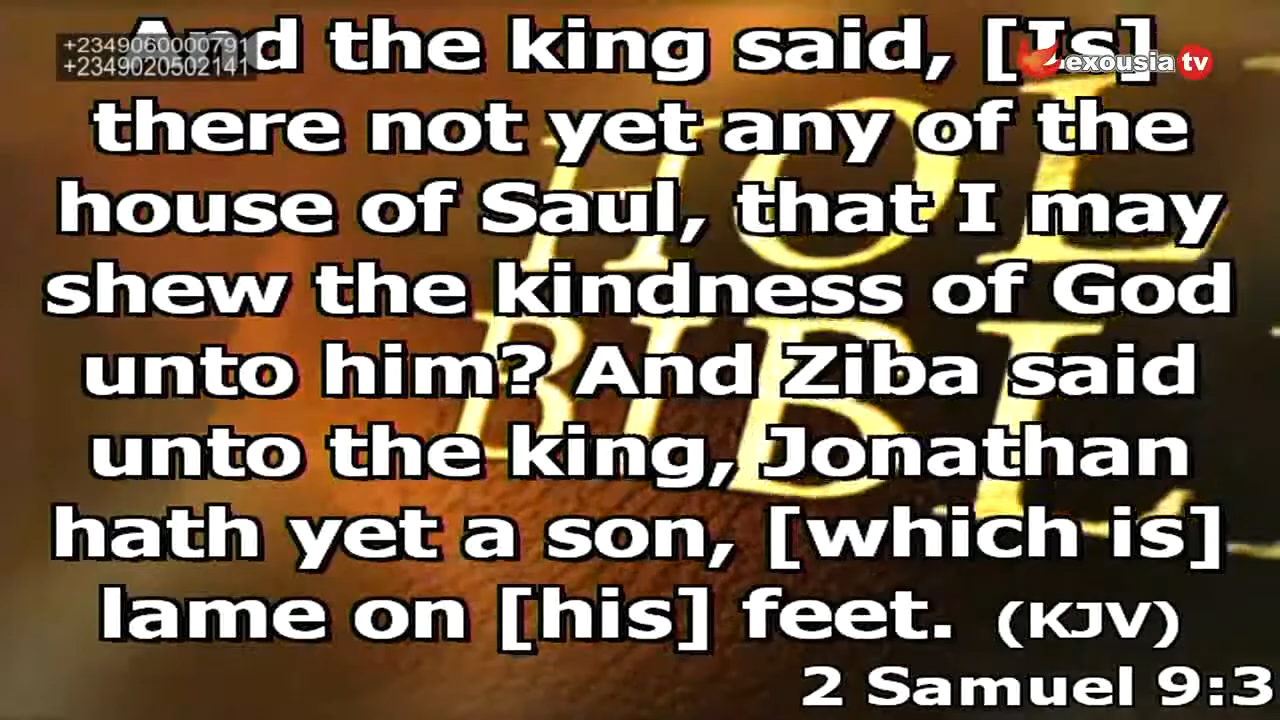 +2349060000791
+2349020502141
And the king said, [Is]
exousia tv
there not yet any of the
house of Saul, that I may
shew the kindness of God
unto him? And Ziba said
unto the king, Jonathan
hath yet a son, [which is]
lame on [his] feet. (KJV)
2 Samuel 9:3
HOL
BIBL